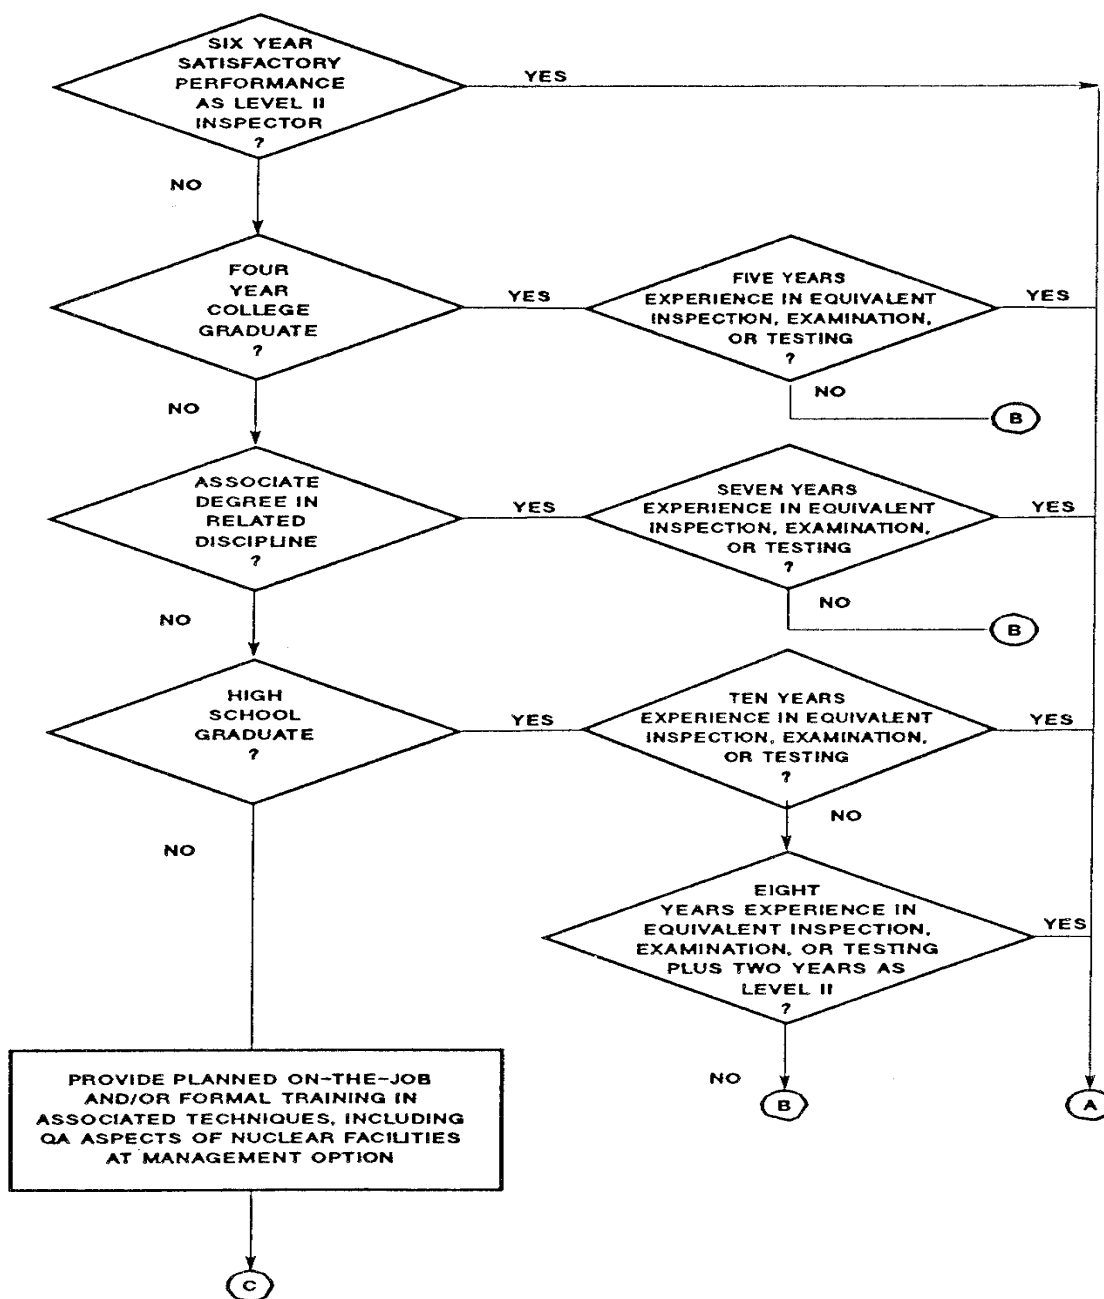 SIX YEAR
SATISFACTORY
PERFORMANCE
AS LEVEL II
INSPECTOR
?
YES
NO
FOUR
YEAR
COLLEGE
GRADUATE
?
YES
FIVE YEARS
EXPERIENCE IN EQUIVALENT
INSPECTION, EXAMINATION,
OR TESTING
?
YES
NO
B
NO
ASSOCIATE
DEGREE IN
RELATED
DISCIPLINE
?
YES
SEVEN YEARS
EXPERIENCE IN EQUIVALENT
INSPECTION, EXAMINATION,
OR TESTING
?
YES
NO
B
NO
HIGH
SCHOOL
GRADUATE
?
YES
TEN YEARS
EXPERIENCE IN EQUIVALENT
INSPECTION, EXAMINATION,
OR TESTING
?
YES
NO
NO
EIGHT
YEARS EXPERIENCE IN
EQUIVALENT INSPECTION,
EXAMINATION, OR TESTING
PLUS TWO YEARS AS
LEVEL II
?
YES
NO
B
A
PROVIDE PLANNED ON-THE-JOB
AND/OR FORMAL TRAINING IN
ASSOCIATED TECHNIQUES, INCLUDING
QA ASPECTS OF NUCLEAR FACILITIES
AT MANAGEMENT OPTION
C